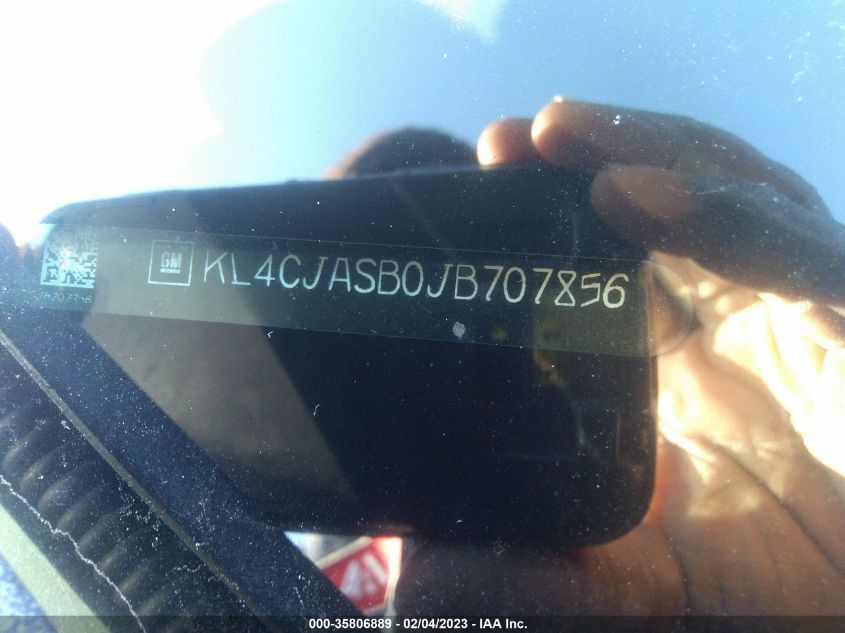 GM
KL4CJASB0JB707856
000-35806889 - 02/04/2023 - IAA Inc.